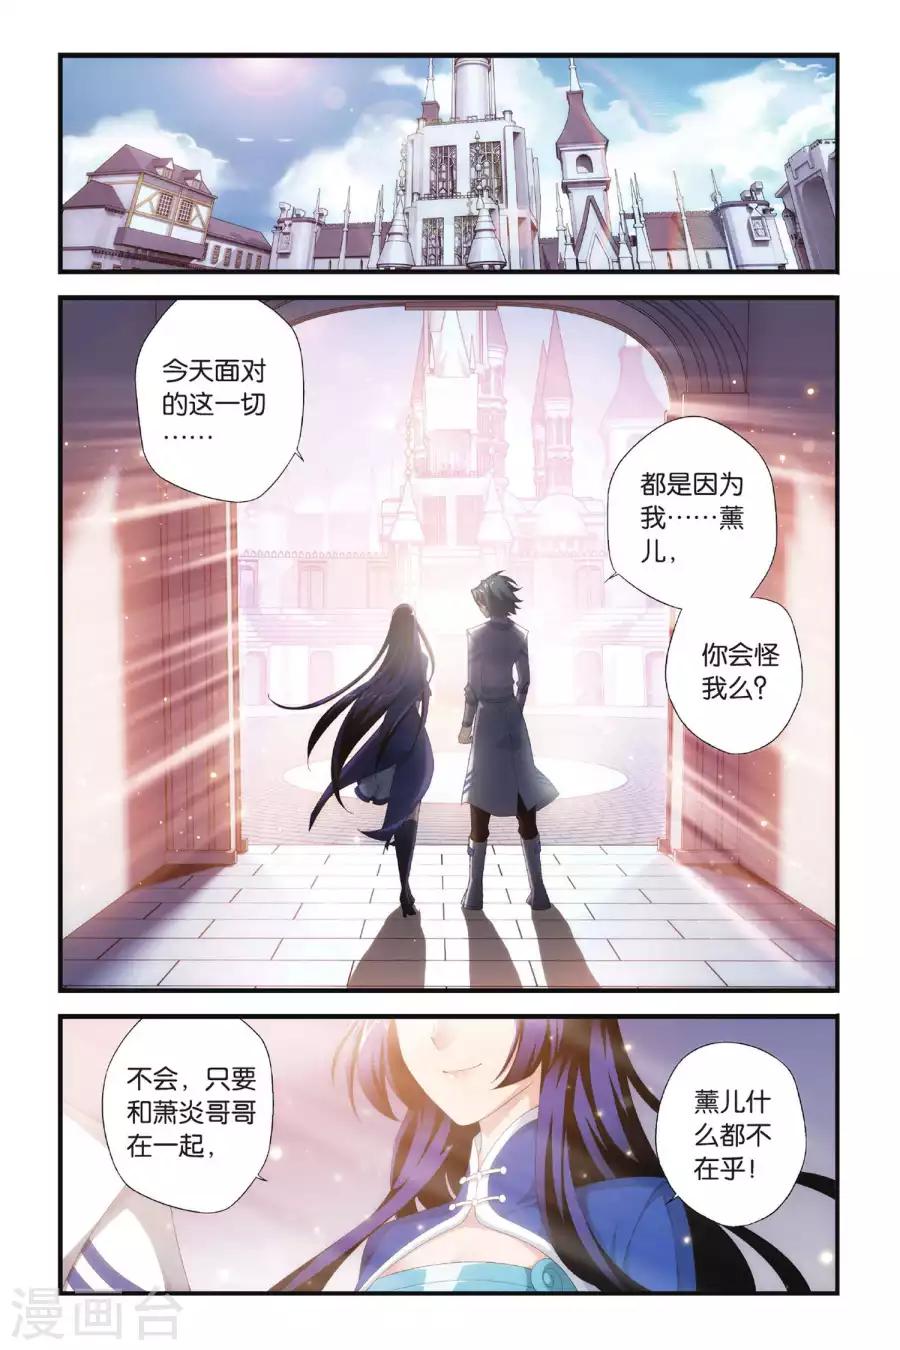 今天面对
的这一切
……
都是因为
我……薰
儿，
你会怪
我么？
不会，只要
和萧炎哥哥
在一起，
薰儿什
么都不
在乎！
漫画台